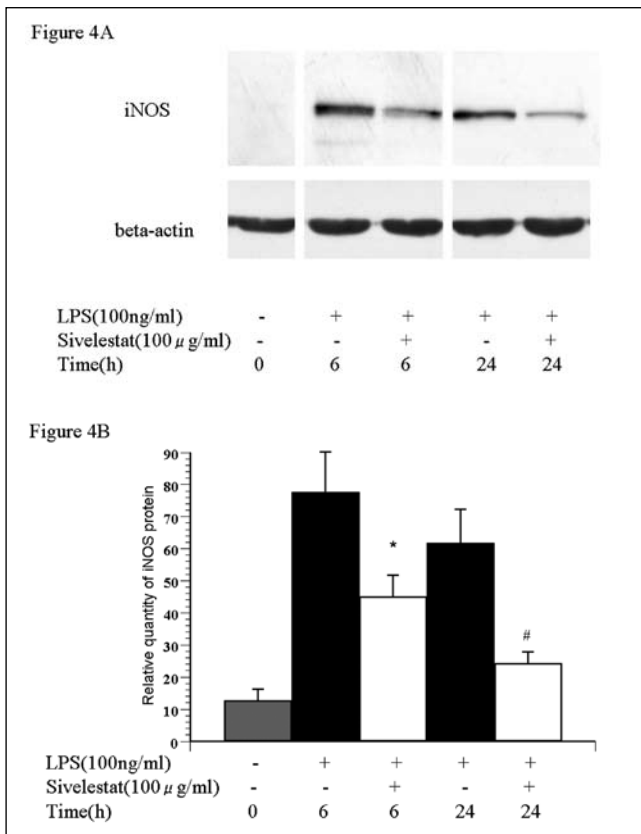 Figure 4A
iNOS
beta-actin
LPS(100ng/ml) - + + + +
Sivelestat(100μg/ml) - - + - +
Time(h) 0 6 6 24 24
Figure 4B
Relative quantity of iNOS protein
90
80
70
60
50
40
30
20
10
0
*
#
LPS(100ng/ml) - + + + +
Sivelestat(100μg/ml) - - + - +
Time(h) 0 6 6 24 24